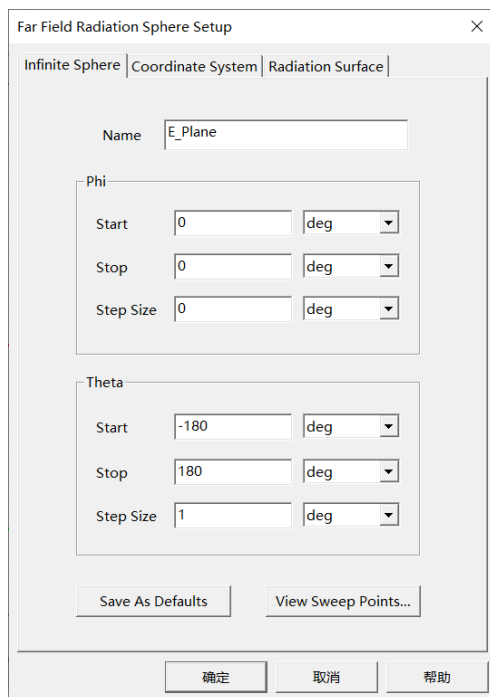 Far Field Radiation Sphere Setup
Infinite Sphere Coordinate System Radiation Surface
Name E_Plane
Phi
Start 0 deg
Stop 0 deg
Step Size 0 deg
Theta
Start -180 deg
Stop 180 deg
Step Size 1 deg
Save As Defaults View Sweep Points...
确定 取消 帮助